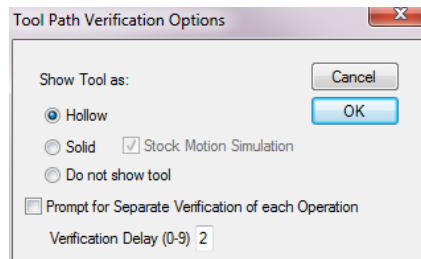 Tool Path Verification Options
Show Tool as:
Cancel
Hollow
OK
Solid
Stock Motion Simulation
Do not show tool
Prompt for Separate Verification of each Operation
Verification Delay (0-9) 2